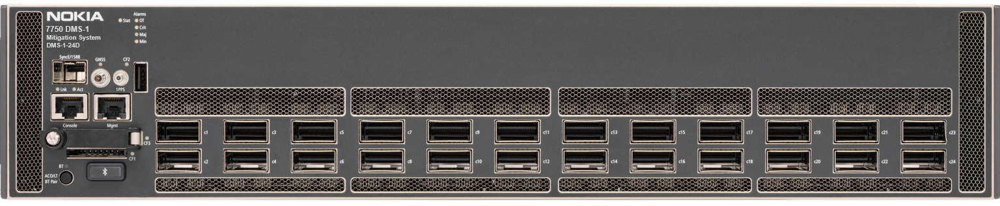 NOKIA
7750 DMS-1
Mitigation System
DMS-1-24D
Alarms
Stat OT
Crit
Maj
Min
SyncE/1588 GNSS CF2
Lnk Act 1PPS
Console Mgmt
CF3
CF1
BT
ACO/LT
BT Pair
c1 c3 c5 c7 c9 c11 c13 c15 c17 c19 c21 c23
c2 c4 c6 c8 c10 c12 c14 c16 c18 c20 c22 c24